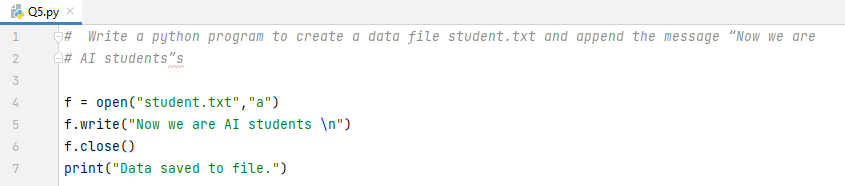 Q5.py
1 #  Write a python program to create a data file student.txt and append the message “Now we are
2 # AI students”s
3
4 f = open("student.txt","a")
5 f.write("Now we are AI students \n")
6 f.close()
7 print("Data saved to file.")